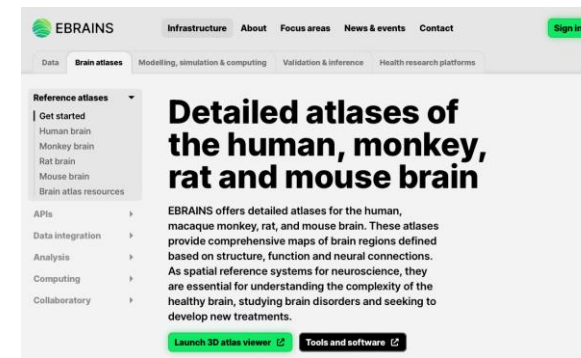 EBRAINS
Infrastructure About Focus areas News & events Contact
Sign in
Data Brain atlases Modelling, simulation & computing Validation & inference Health research platforms
Reference atlases
Get started
Human brain
Monkey brain
Rat brain
Mouse brain
Brain atlas resources
APIs
Data integration
Analysis
Computing
Collaboratory
Detailed atlases of
the human, monkey,
rat and mouse brain
EBRAINS offers detailed atlases for the human,
macaque monkey, rat, and mouse brain. These atlases
provide comprehensive maps of brain regions defined
based on structure, function and neural connections.
As spatial reference systems for neuroscience, they
are essential for understanding the complexity of the
healthy brain, studying brain disorders and seeking to
develop new treatments.
Launch 3D atlas viewer Tools and software